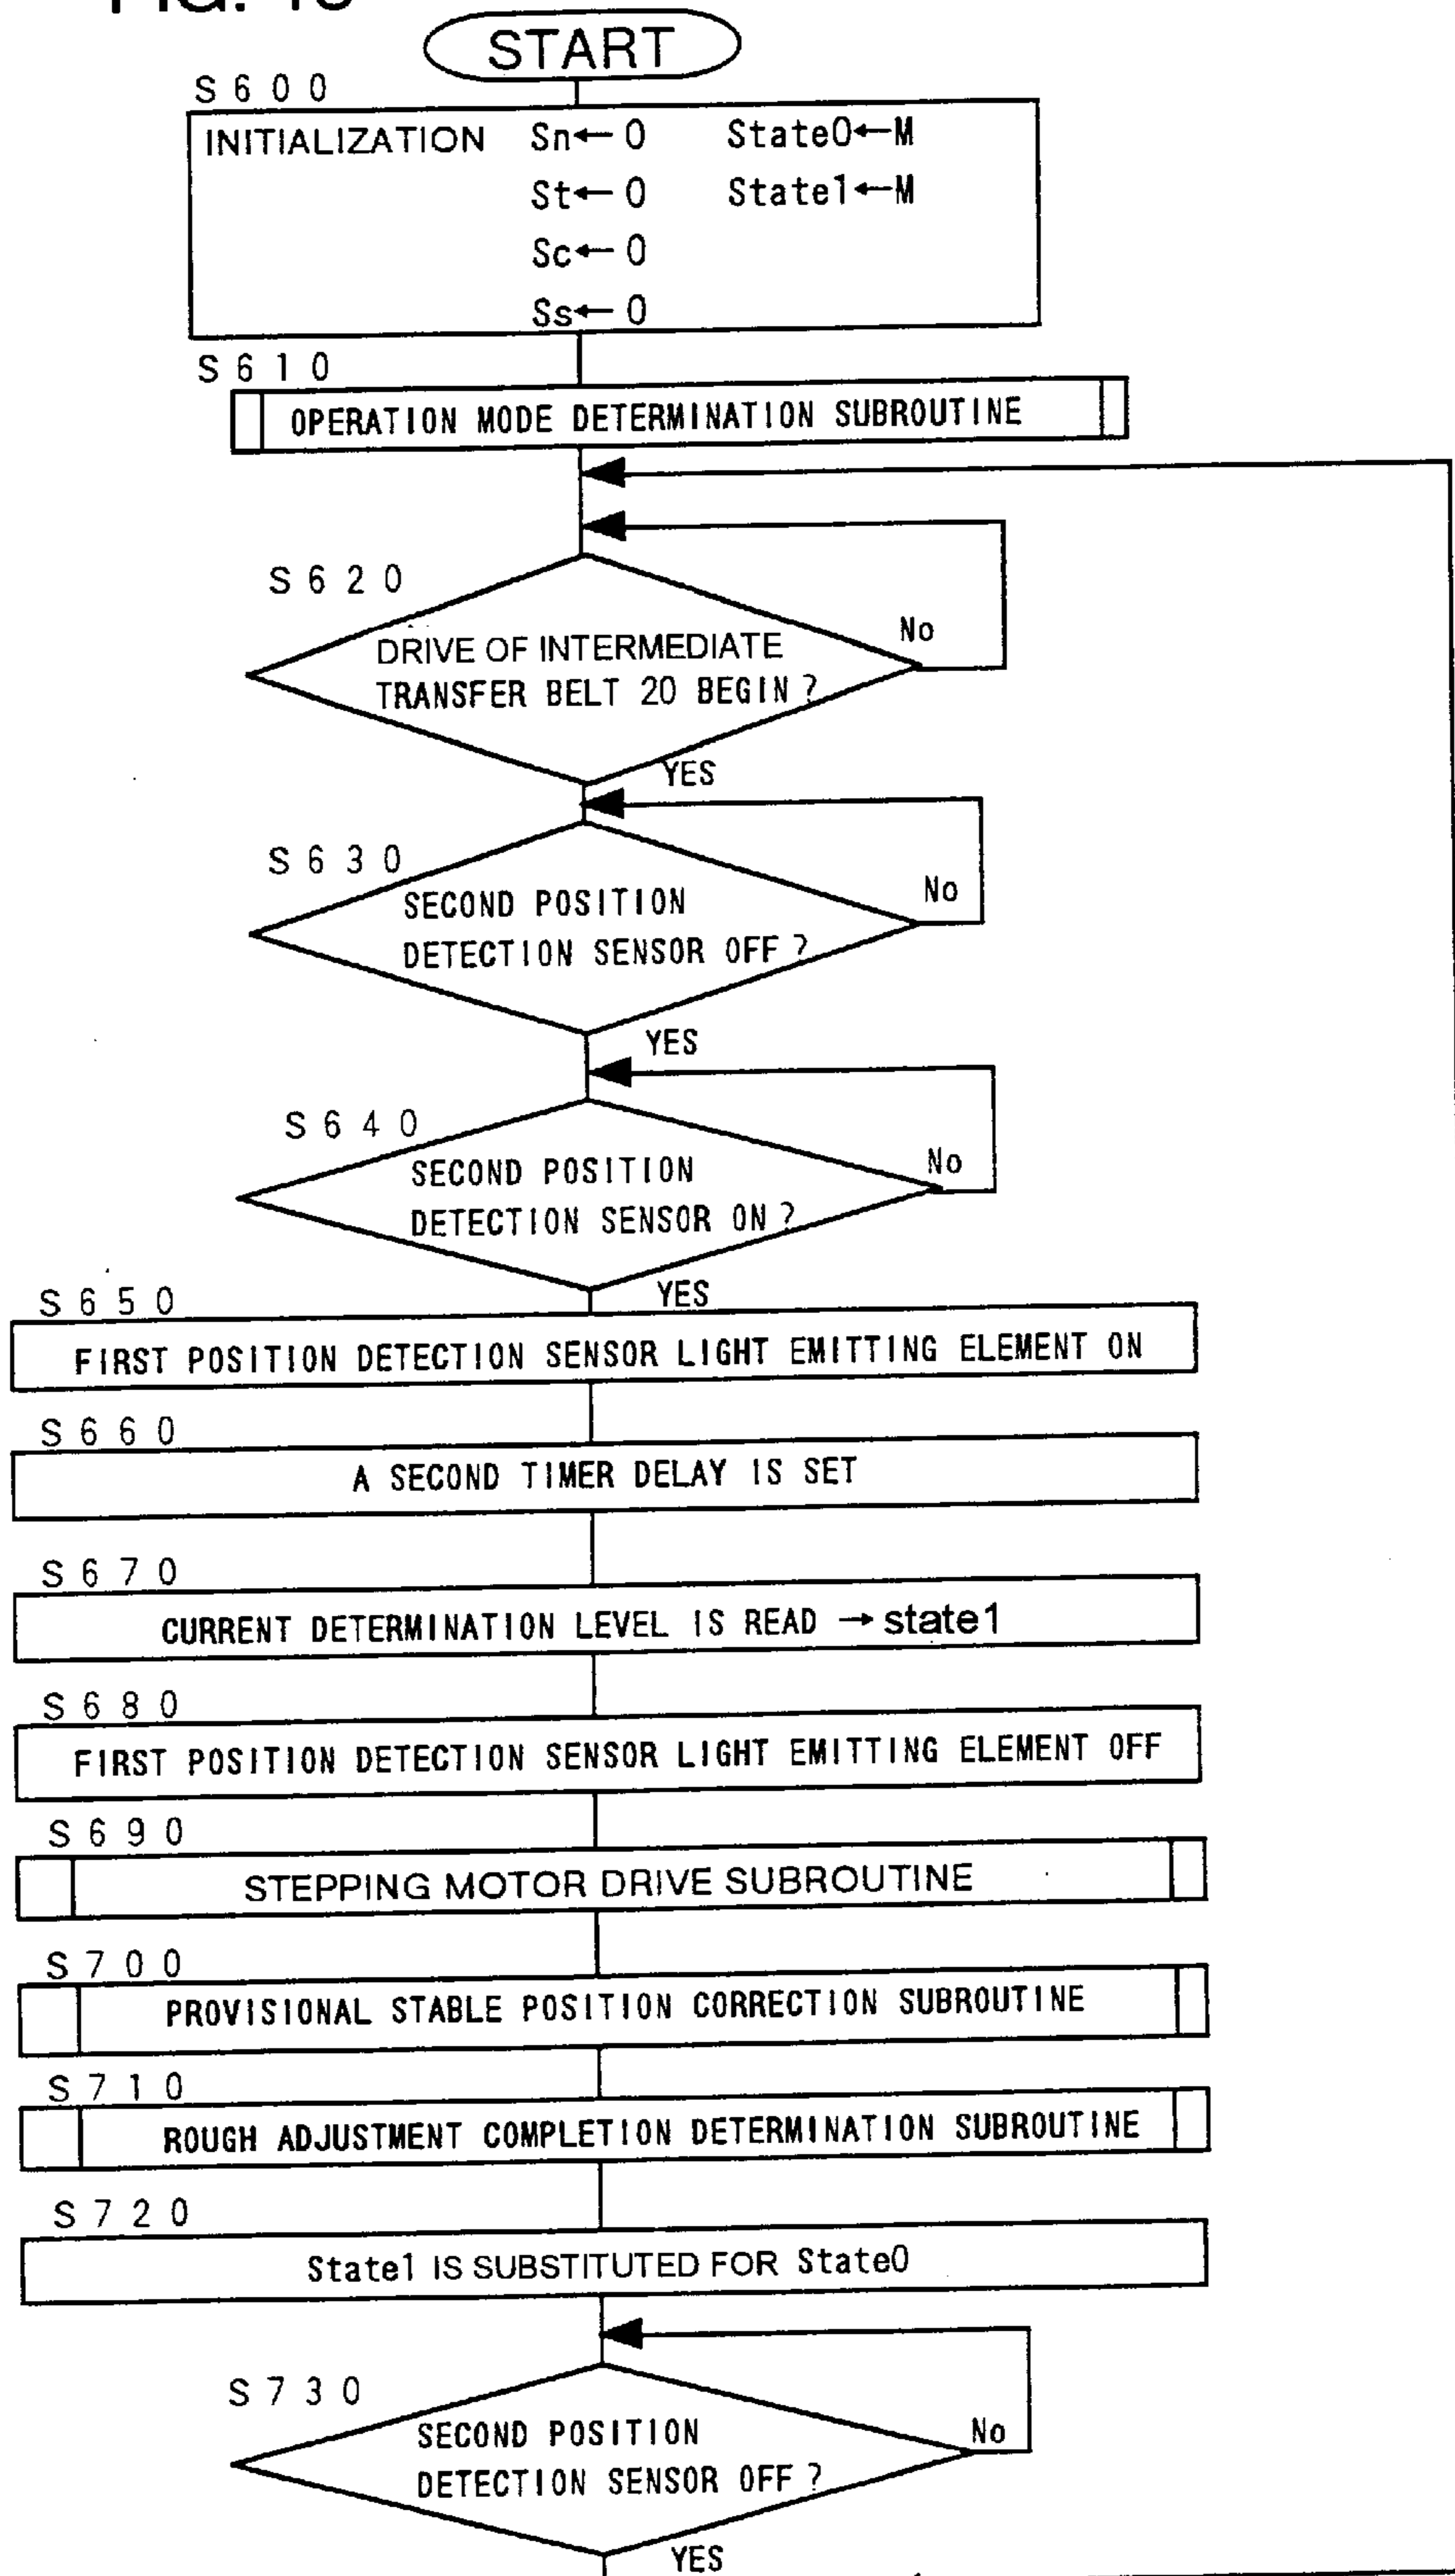 START
S600
INITIALIZATION Sn←0 State0←M
St←0 State1←M
Sc←0
Ss←0
S610
OPERATION MODE DETERMINATION SUBROUTINE
S620
DRIVE OF INTERMEDIATE
TRANSFER BELT 20 BEGIN?
No
YES
S630
SECOND POSITION
DETECTION SENSOR OFF?
No
YES
S640
SECOND POSITION
DETECTION SENSOR ON?
No
YES
S650
FIRST POSITION DETECTION SENSOR LIGHT EMITTING ELEMENT ON
S660
A SECOND TIMER DELAY IS SET
S670
CURRENT DETERMINATION LEVEL IS READ → state1
S680
FIRST POSITION DETECTION SENSOR LIGHT EMITTING ELEMENT OFF
S690
STEPPING MOTOR DRIVE SUBROUTINE
S700
PROVISIONAL STABLE POSITION CORRECTION SUBROUTINE
S710
ROUGH ADJUSTMENT COMPLETION DETERMINATION SUBROUTINE
S720
State1 IS SUBSTITUTED FOR State0
S730
SECOND POSITION
DETECTION SENSOR OFF?
No
YES